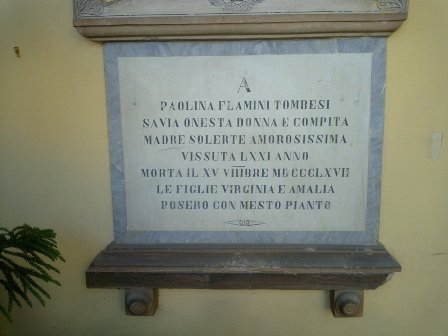 A
PAOLINA FLAMINI TOMBESI
SAVIA ONESTA DONNA E COMPITA
MADRE SOLERTE AMOROSISSIMA
VISSUTA LXXI ANNO
MORTA IL XV VIIIBRE MDCCCLXVII
LE FIGLIE VIRGINIA E AMALIA
POSERO CON MESTO PIANTO